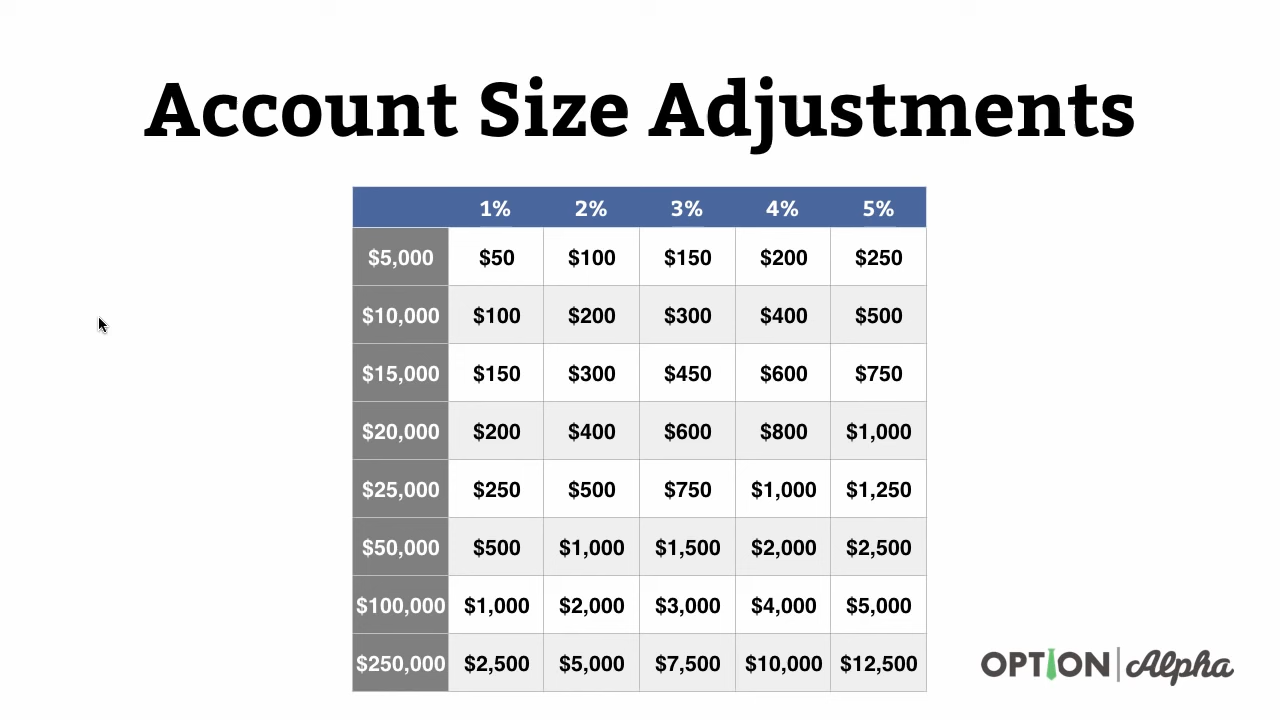 Account Size Adjustments
1% 2% 3% 4% 5%
$5,000 $50 $100 $150 $200 $250
$10,000 $100 $200 $300 $400 $500
$15,000 $150 $300 $450 $600 $750
$20,000 $200 $400 $600 $800 $1,000
$25,000 $250 $500 $750 $1,000 $1,250
$50,000 $500 $1,000 $1,500 $2,000 $2,500
$100,000 $1,000 $2,000 $3,000 $4,000 $5,000
$250,000 $2,500 $5,000 $7,500 $10,000 $12,500
OPTION Alpha